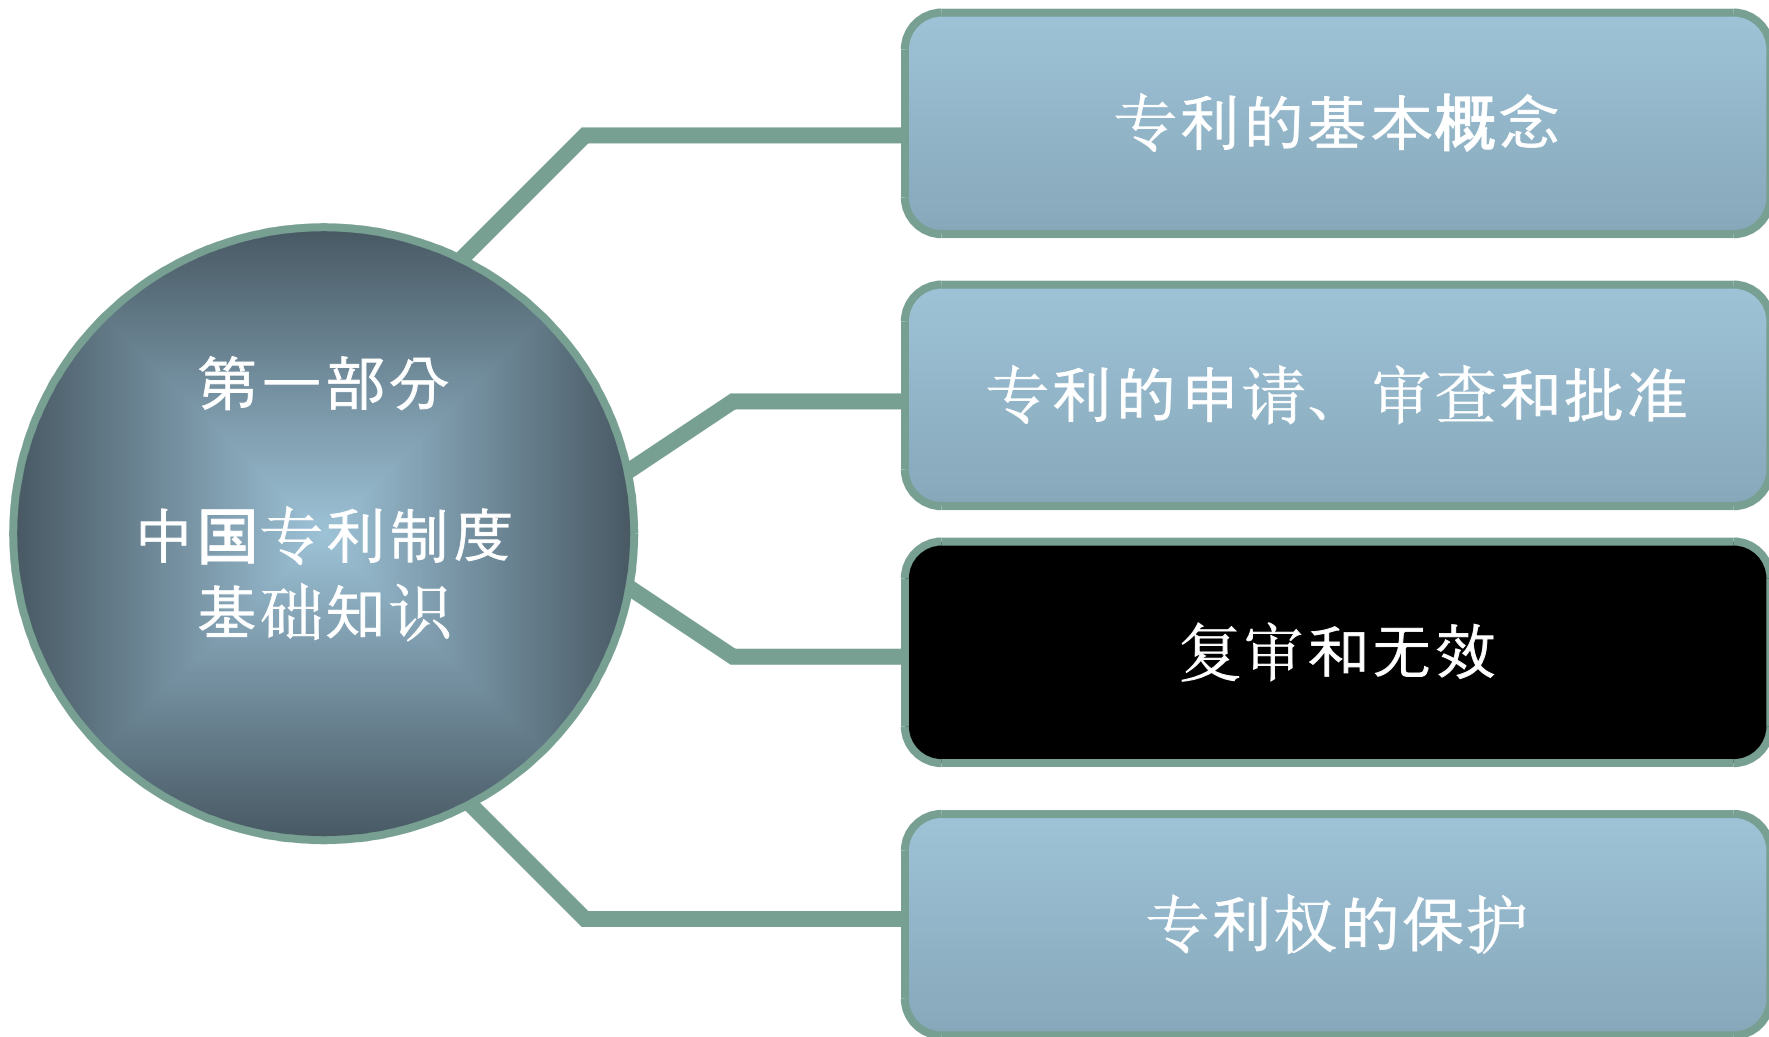 第一部分
中国专利制度
基础知识
专利的基本概念
专利的申请、审查和批准
复审和无效
专利权的保护